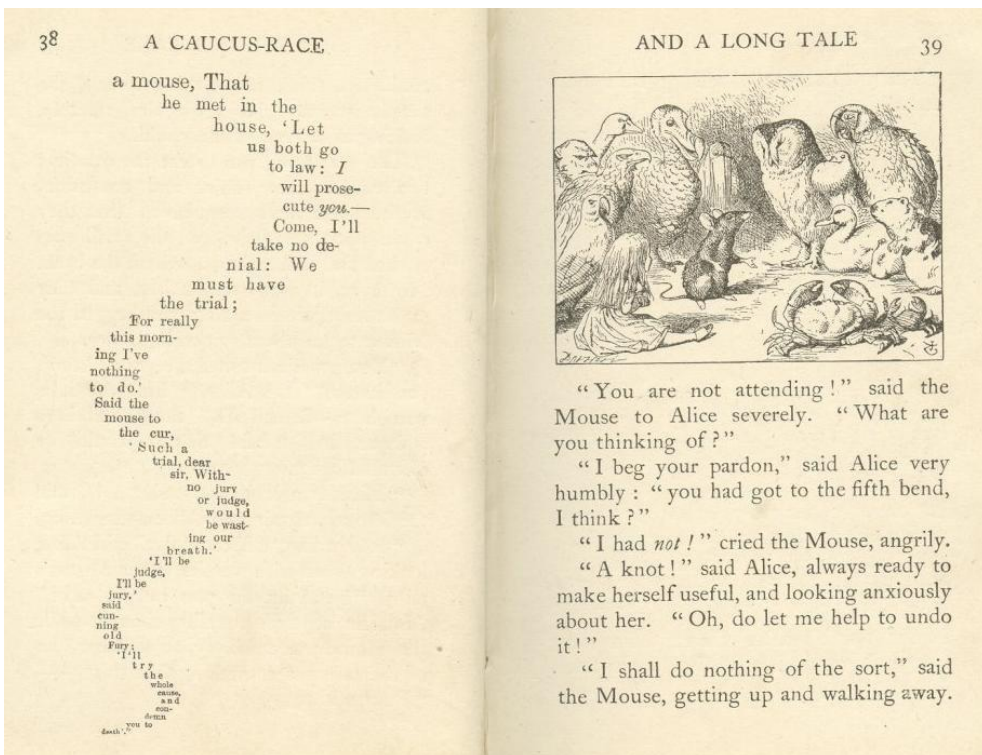 38
A CAUCUS-RACE
a mouse, That
he met in the
house, ‘Let
us both go
to law: I
will prose-
cute you.—
Come, I’ll
take no de-
nial: We
must have
the trial;
For really
this morn-
ing I’ve
nothing
to do.’
Said the
mouse to
the cur,
‘Such a
trial, dear
sir, With-
no jury
or judge,
would
be wast-
ing our
breath.’
‘I’ll be
judge,
I’ll be
jury,’
said
cun-
ning
old
Fury;
‘I’ll
try
the
whole
cause,
and
con-
demn
you to
death’.”
AND A LONG TALE
39
“You are not attending!” said the
Mouse to Alice severely. “What are
you thinking of?”
“I beg your pardon,” said Alice very
humbly: “you had got to the fifth bend,
I think?”
“I had not!” cried the Mouse, angrily.
“A knot!” said Alice, always ready to
make herself useful, and looking anxiously
about her. “Oh, do let me help to undo
it!”
“I shall do nothing of the sort,” said
the Mouse, getting up and walking away.